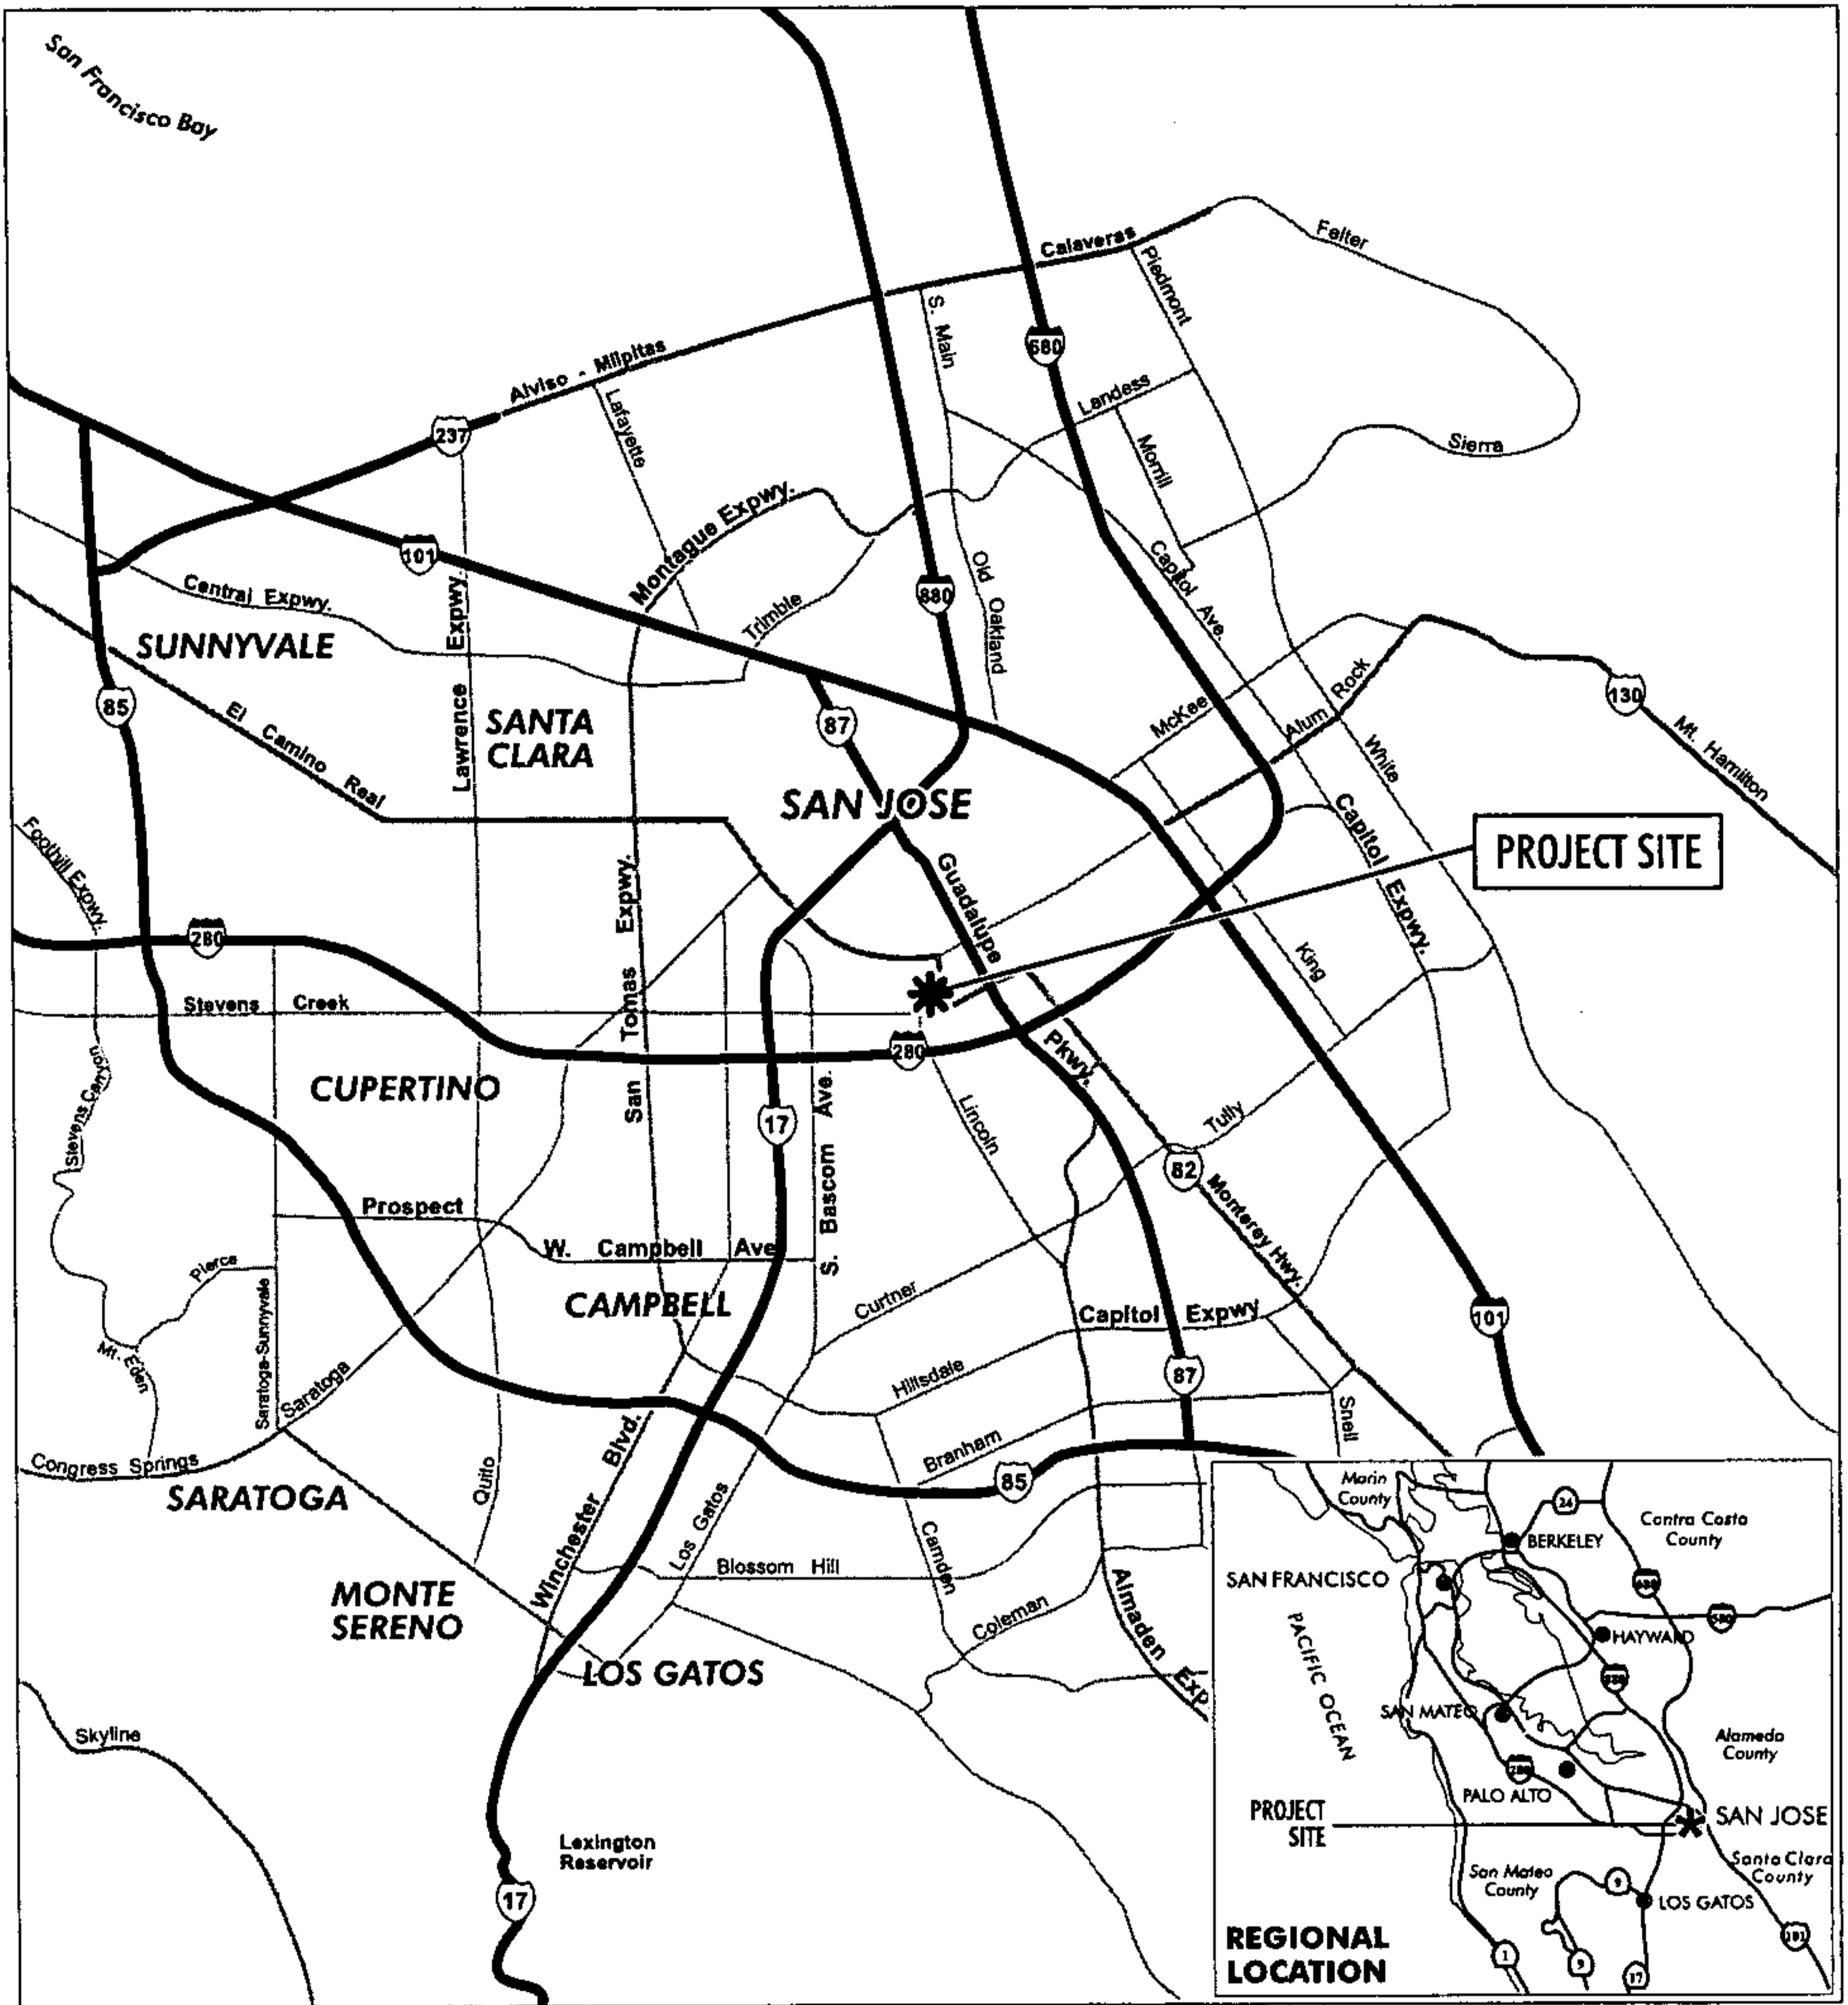 San Francisco Bay
Calaveras
Felter
Piedmont
S. Main
680
Alviso - Milpitas
Lafayette
Landess
237
Morrill
Sierra
Montague Expwy.
101
Capitol Ave.
Old Oakland
880
Central Expwy.
Trimble
Lawrence Expwy.
SUNNYVALE
85
El Camino Real
SANTA
CLARA
87
McKee
Alum Rock
130
Mt. Hamilton
White
SAN JOSE
Capitol Expwy.
PROJECT SITE
Foothill Expwy.
Guadalupe Pkwy.
San Tomas Expwy.
280
King
Stevens Creek
280
Stevens Canyon
CUPERTINO
17
S. Bascom Ave.
Lincoln
Tully
82
Monterey Hwy.
Prospect
W. Campbell Ave
Pierce
CAMPBELL
Curtner
Capitol Expwy
101
Mt. Eden
Saratoga-Sunnyvale
Saratoga
Hillsdale
87
Snell
Congress Springs
SARATOGA
Quito
Winchester Blvd.
Branham
85
Los Gatos
Blossom Hill
Camden
MONTE
SERENO
Coleman
Almaden Exp
LOS GATOS
Skyline
Lexington
Reservoir
17
Marin
County
24
Contra Costa
County
BERKELEY
SAN FRANCISCO
680
580
HAYWARD
PACIFIC OCEAN
880
SAN MATEO
Alameda
County
280
PALO ALTO
PROJECT
SITE
SAN JOSE
Santa Clara
County
San Mateo
County
9
LOS GATOS
101
REGIONAL
LOCATION
1
9
17